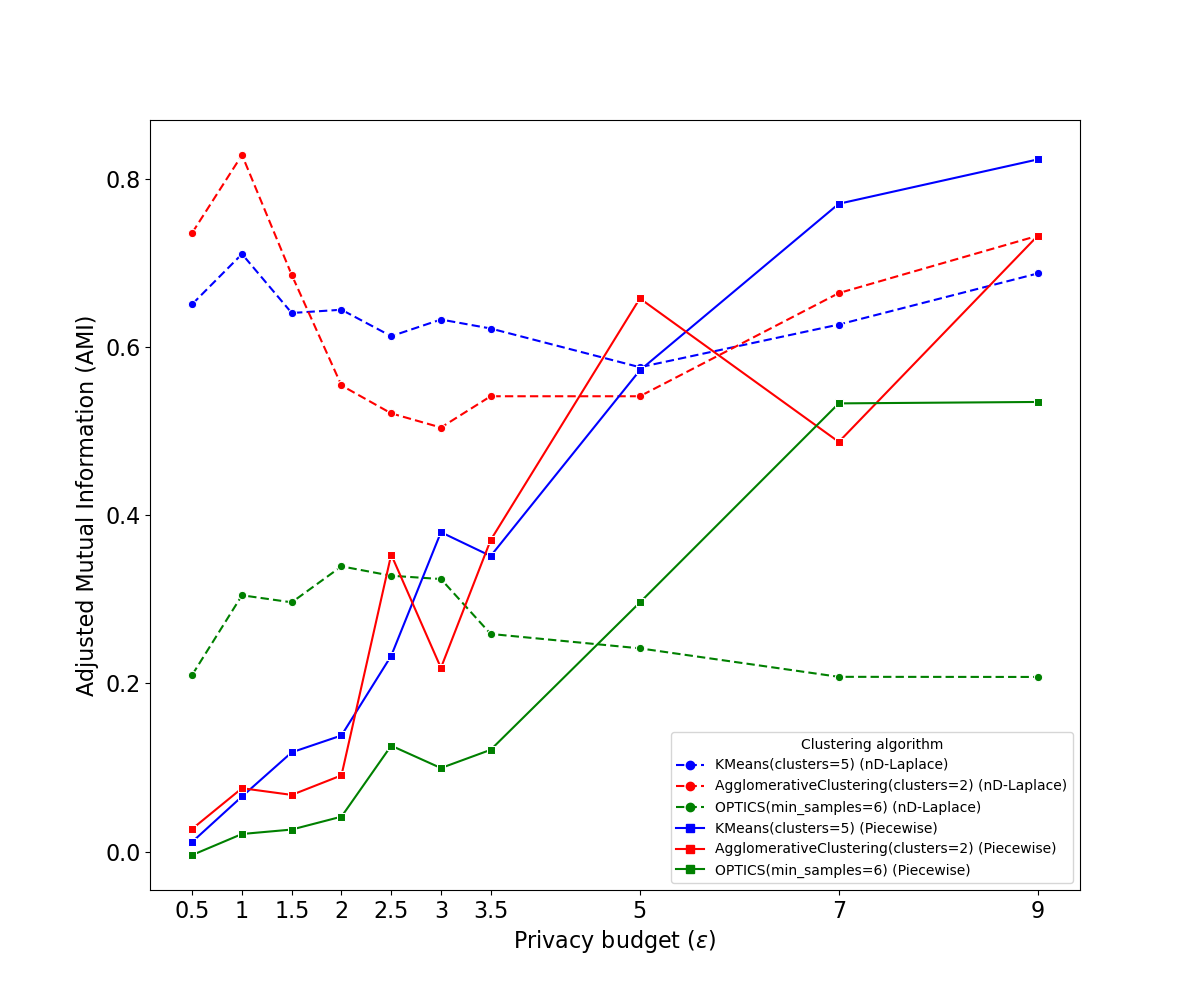 0.8
0.6
0.4
0.2
0.0
Adjusted Mutual Information (AMI)
0.5 1 1.5 2 2.5 3 3.5 5 7 9
Privacy budget (ε)
Clustering algorithm
KMeans(clusters=5) (nD-Laplace)
AgglomerativeClustering(clusters=2) (nD-Laplace)
OPTICS(min_samples=6) (nD-Laplace)
KMeans(clusters=5) (Piecewise)
AgglomerativeClustering(clusters=2) (Piecewise)
OPTICS(min_samples=6) (Piecewise)